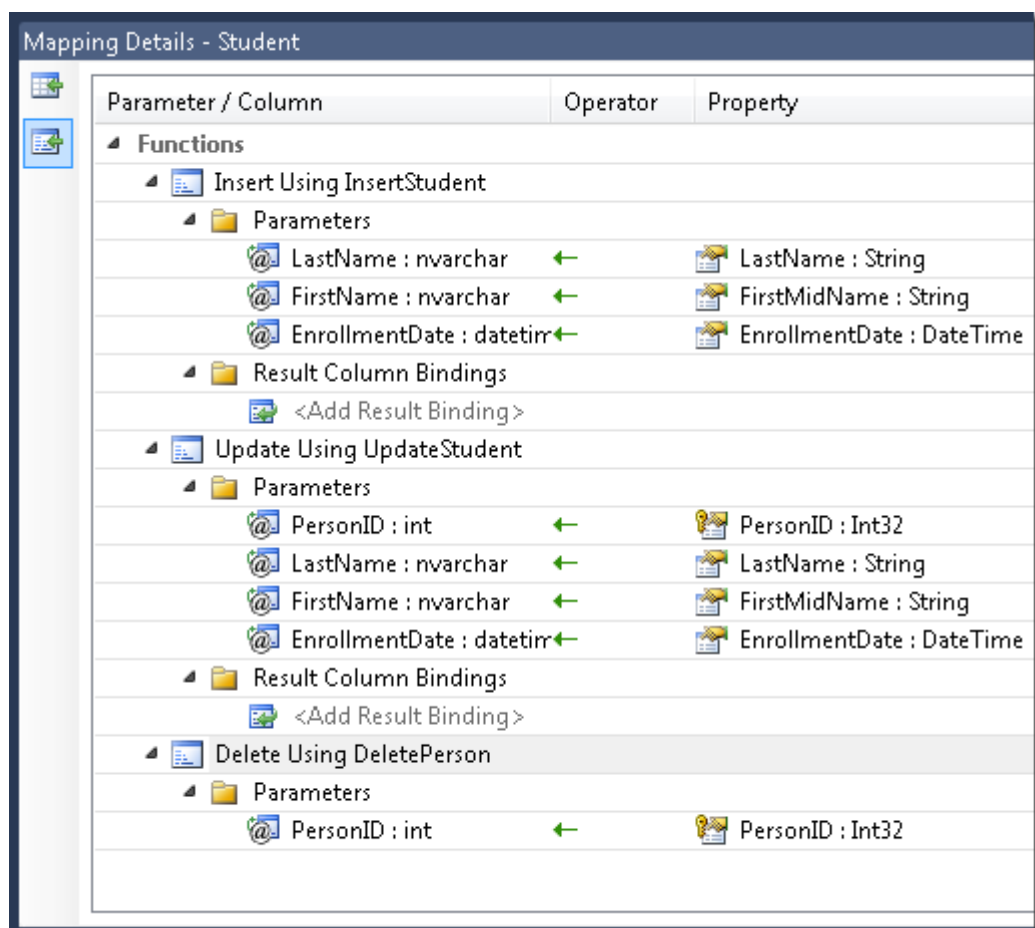 Mapping Details - Student
Parameter / Column Operator Property
Functions
Insert Using InsertStudent
Parameters
LastName : nvarchar ← LastName : String
FirstName : nvarchar ← FirstMidName : String
EnrollmentDate : datetim← EnrollmentDate : DateTime
Result Column Bindings
<Add Result Binding>
Update Using UpdateStudent
Parameters
PersonID : int ← PersonID : Int32
LastName : nvarchar ← LastName : String
FirstName : nvarchar ← FirstMidName : String
EnrollmentDate : datetim← EnrollmentDate : DateTime
Result Column Bindings
<Add Result Binding>
Delete Using DeletePerson
Parameters
PersonID : int ← PersonID : Int32